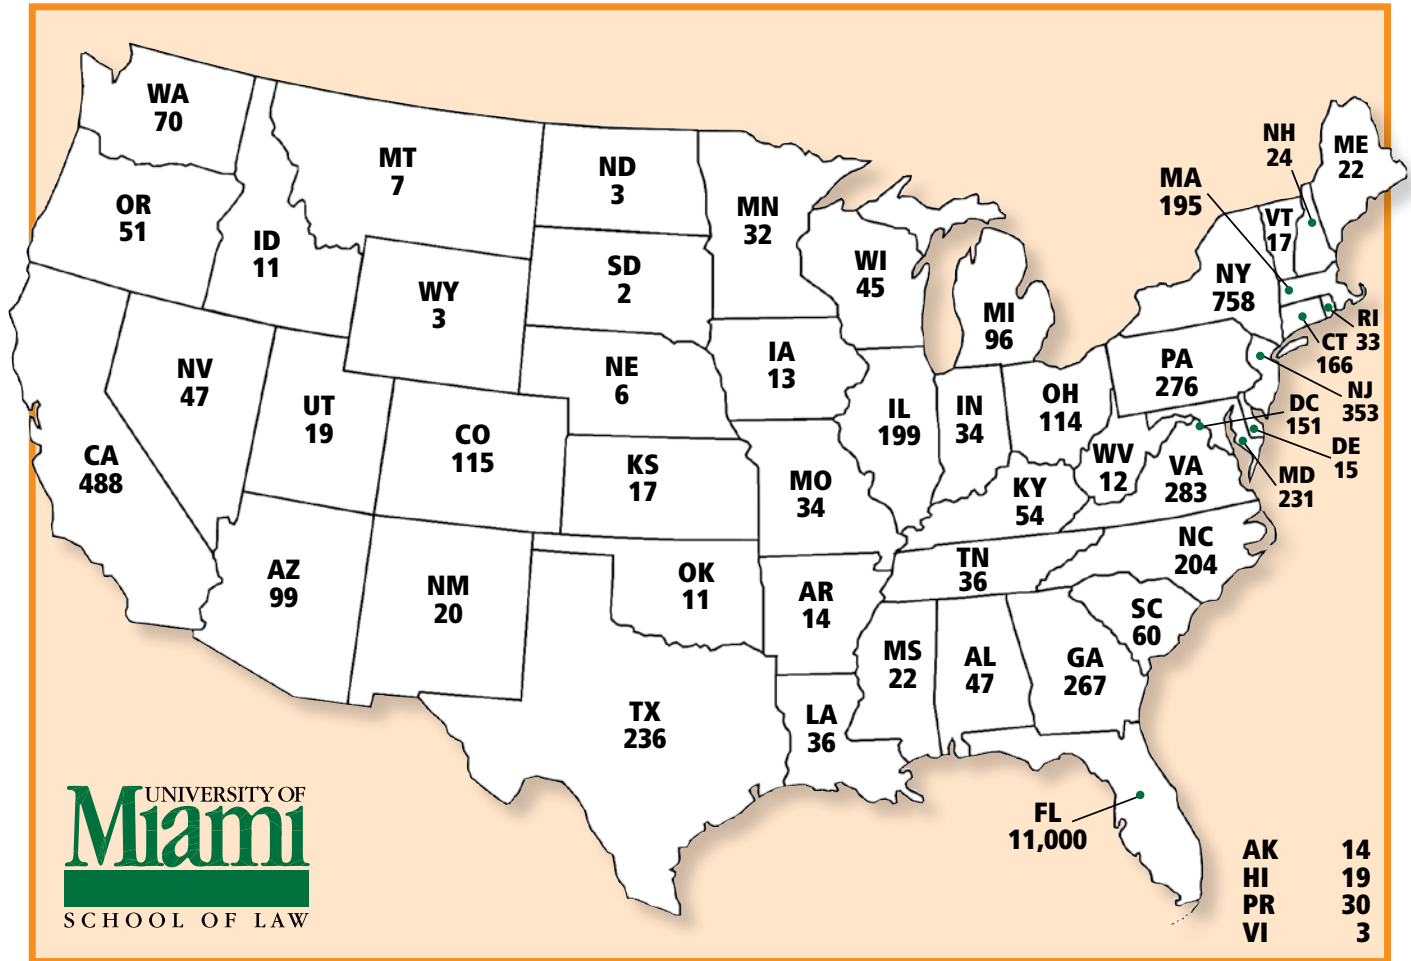 WA
70
OR
51
CA
488
ID
11
NV
47
MT
7
WY
3
UT
19
AZ
99
CO
115
NM
20
ND
3
SD
2
NE
6
KS
17
OK
11
TX
236
MN
32
IA
13
MO
34
AR
14
LA
36
WI
45
IL
199
MI
96
IN
34
OH
114
KY
54
TN
36
MS
22
AL
47
GA
267
FL
11,000
SC
60
NC
204
VA
283
WV
12
PA
276
NY
758
VT
17
NH
24
ME
22
MA
195
RI
33
CT
166
NJ
353
DC
151
DE
15
MD
231
AK 14
HI 19
PR 30
VI 3
UNIVERSITY OF
Miami
SCHOOL OF LAW